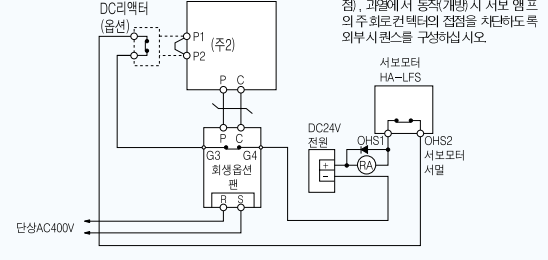 DC리액터
(옵션)
P1
P2
(주2)
점), 과열에서 동작(개방)시 서보 앰프
의 주회로 컨텍터의 접점을 차단하도록
외부 시퀀스를 구성하십시오.
서보모터
HA-LFS
P C
P C
G3 G4
회생옵션
팬
R S
DC24V
전원
+
-
OHS1
RA
OHS2
서보모터
서멀
단상AC400V